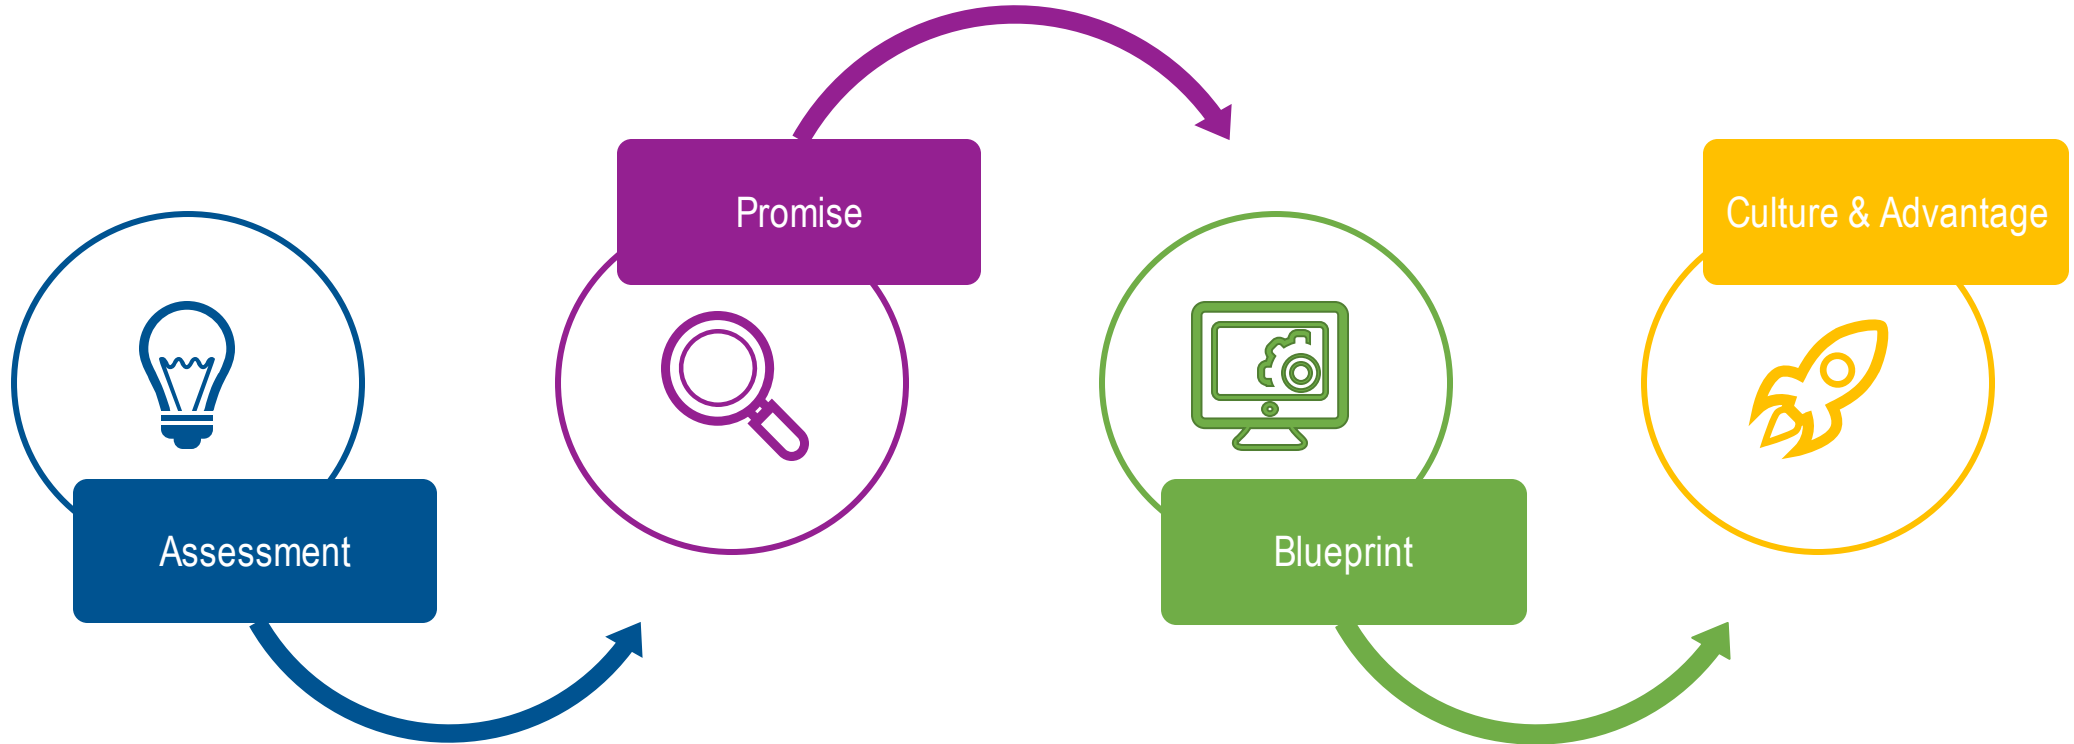 Assessment
Promise
Blueprint
Culture & Advantage